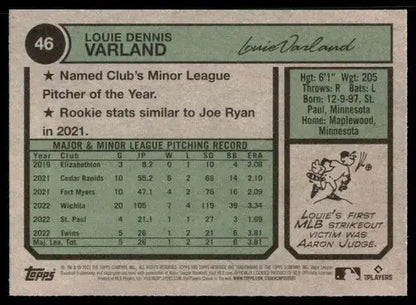 46
LOUIE DENNIS
VARLAND
Louie Varland
★ Named Club's Minor League
Pitcher of the Year.
★ Rookie stats similar to Joe Ryan
in 2021.
Hgt: 6'1" Wgt: 205
Throws: R Bats: L
Born: 12-9-97, St.
Paul, Minnesota
Home: Maplewood,
Minnesota
MAJOR & MINOR LEAGUE PITCHING RECORD
Year Club G IP W L SO BB ERA
2019 Elizabethton 3 8.2 0 1 10 4 2.08
2021 Cedar Rapids 10 55.2 6 2 66 14 2.10
2021 Fort Myers 10 47.1 4 2 76 16 2.09
2022 Wichita 20 105 7 4 119 39 3.34
2022 St. Paul 4 21.1 1 1 27 3 1.69
2022 Twins 5 26 1 2 21 6 3.81
Maj. Lea. Tot. 5 26 1 2 21 6 3.81
LOUIE'S FIRST
MLB STRIKEOUT
VICTIM WAS
AARON JUDGE.
Topps
MLB PLAYERS